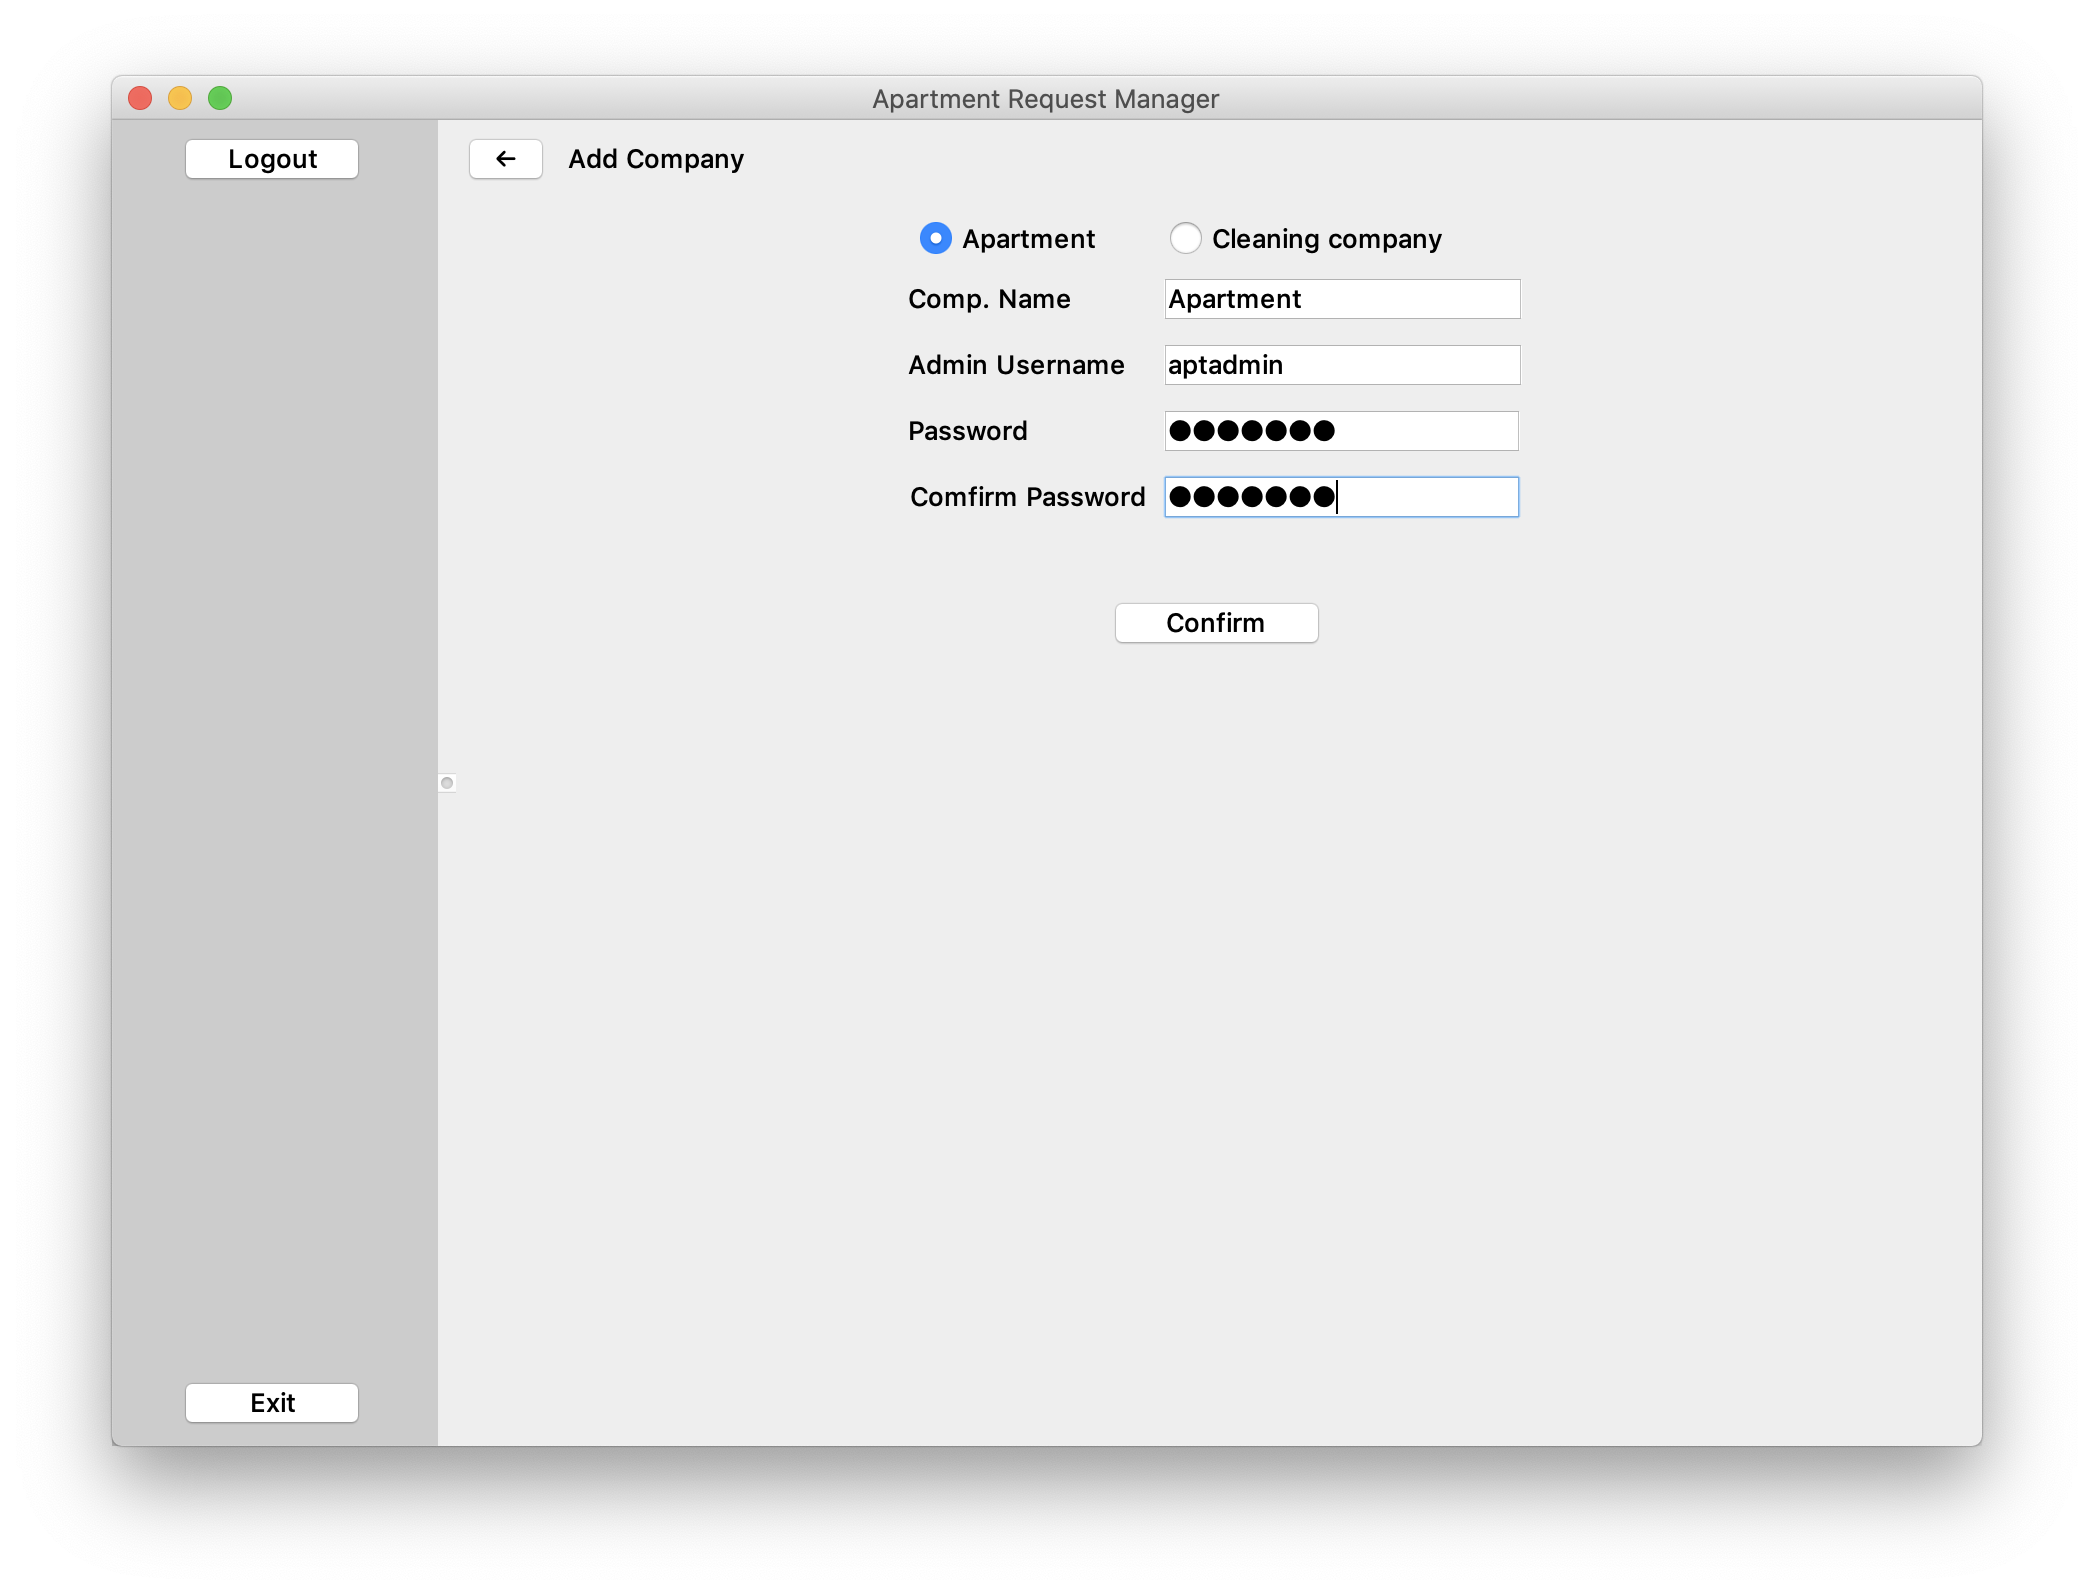 Apartment Request Manager
Logout
← Add Company
Apartment Cleaning company
Comp. Name Apartment
Admin Username aptadmin
Password ●●●●●●●
Comfirm Password ●●●●●●●
Confirm
Exit